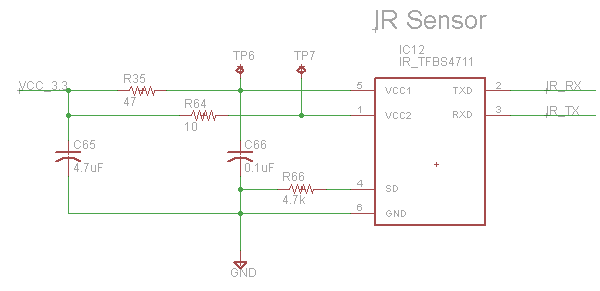 IR Sensor
TP6
TP7
IC12
IR_TFBS4711
VCC_3.3
R35
47
5
VCC1
TXD
2
IR_RX
R64
10
1
VCC2
RXD
3
IR_TX
C65
4.7uF
C66
0.1uF
R66
4.7k
4
SD
6
GND
GND